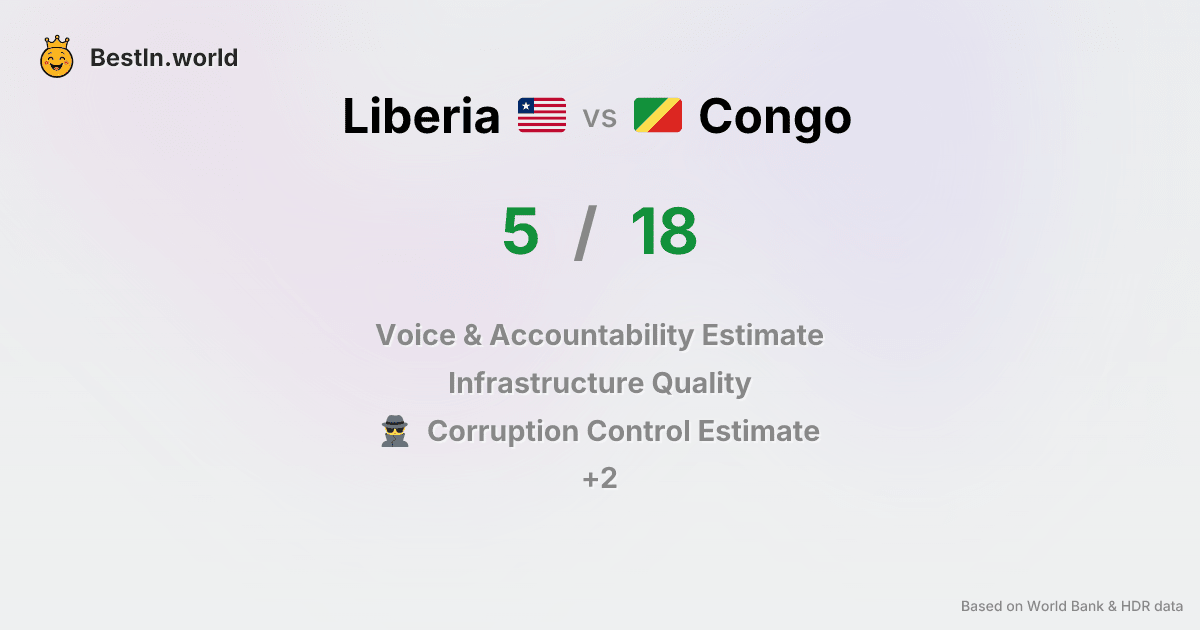 BestIn.world
Liberia vs Congo
5 / 18
Voice & Accountability Estimate
Infrastructure Quality
Corruption Control Estimate
+2
Based on World Bank & HDR data